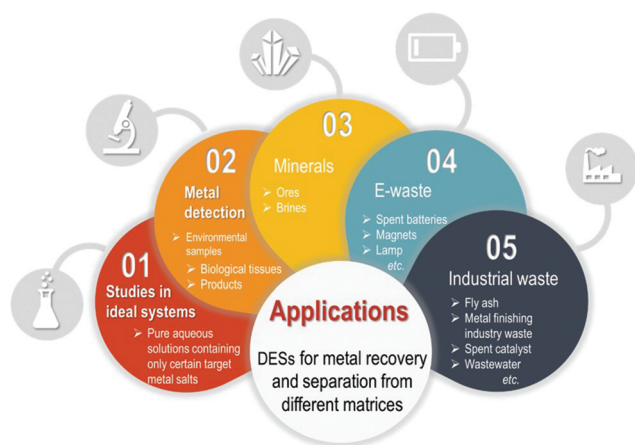 01
Studies in
ideal systems
➢ Pure aqueous
solutions containing
only certain target
metal salts
02
Metal
detection
➢ Environmental
samples
➢ Biological tissues
➢ Products
03
Minerals
➢ Ores
➢ Brines
04
E-waste
➢ Spent batteries
➢ Magnets
➢ Lamp
etc.
05
Industrial waste
➢ Fly ash
➢ Metal finishing
industry waste
➢ Spent catalyst
➢ Wastewater
etc.
Applications
DESs for metal recovery
and separation from
different matrices